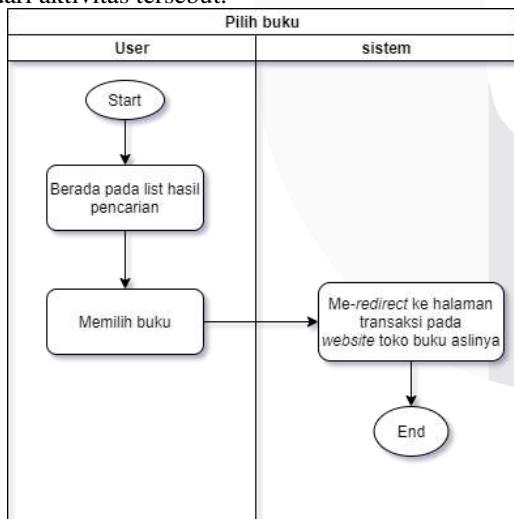 dari aktivitas tersebut.
Pilih buku
User
sistem
Start
Berada pada list hasil
pencarian
Memilih buku
Me-redirect ke halaman
transaksi pada
website toko buku aslinya
End